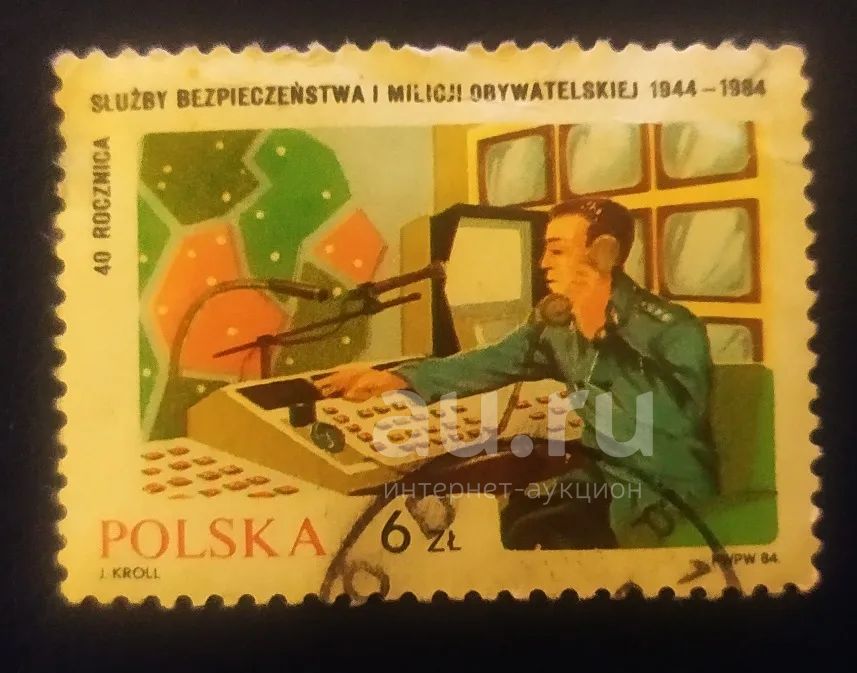 SŁUŻBY BEZPIECZEŃSTWA I MILICJI OBYWATELSKIEJ 1944-1984
40 ROCZNICA
au.ru
интернет-аукцион
POLSKA
6 ZŁ
J. KROLL
PWPW 84